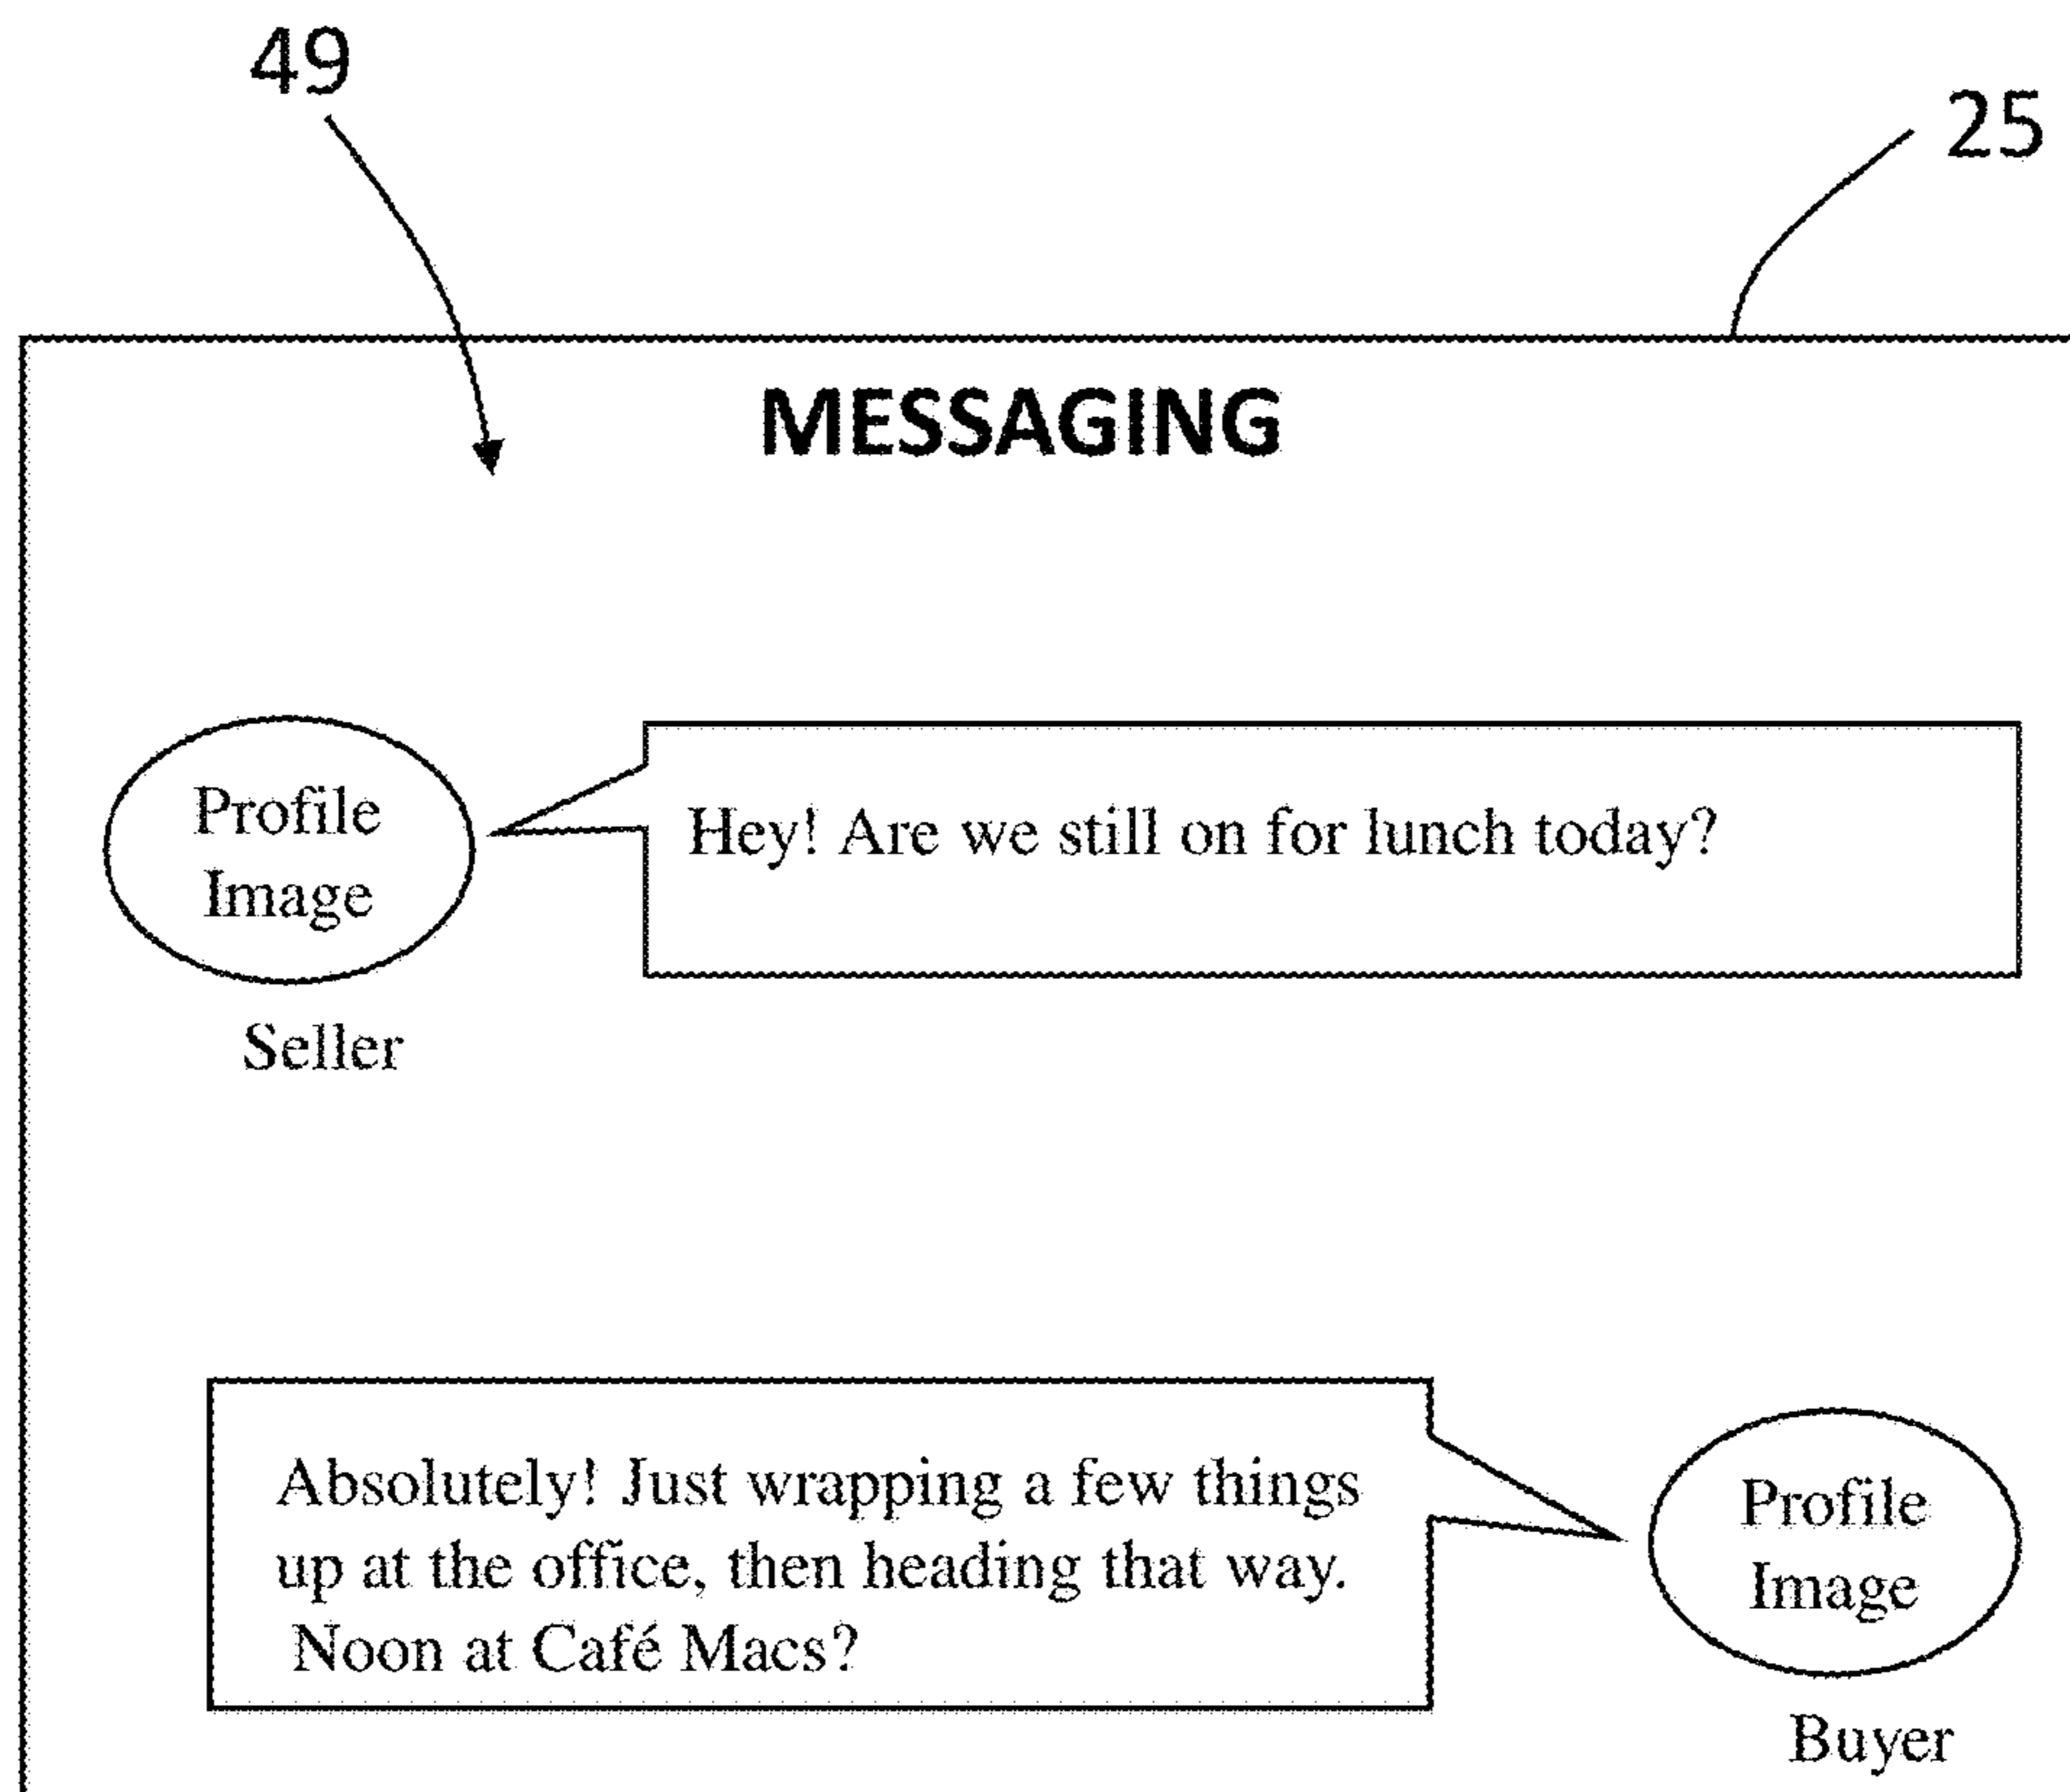 49
25
MESSAGING
Profile
Image
Hey! Are we still on for lunch today?
Seller
Absolutely! Just wrapping a few things
up at the office, then heading that way.
Noon at Café Macs?
Profile
Image
Buyer